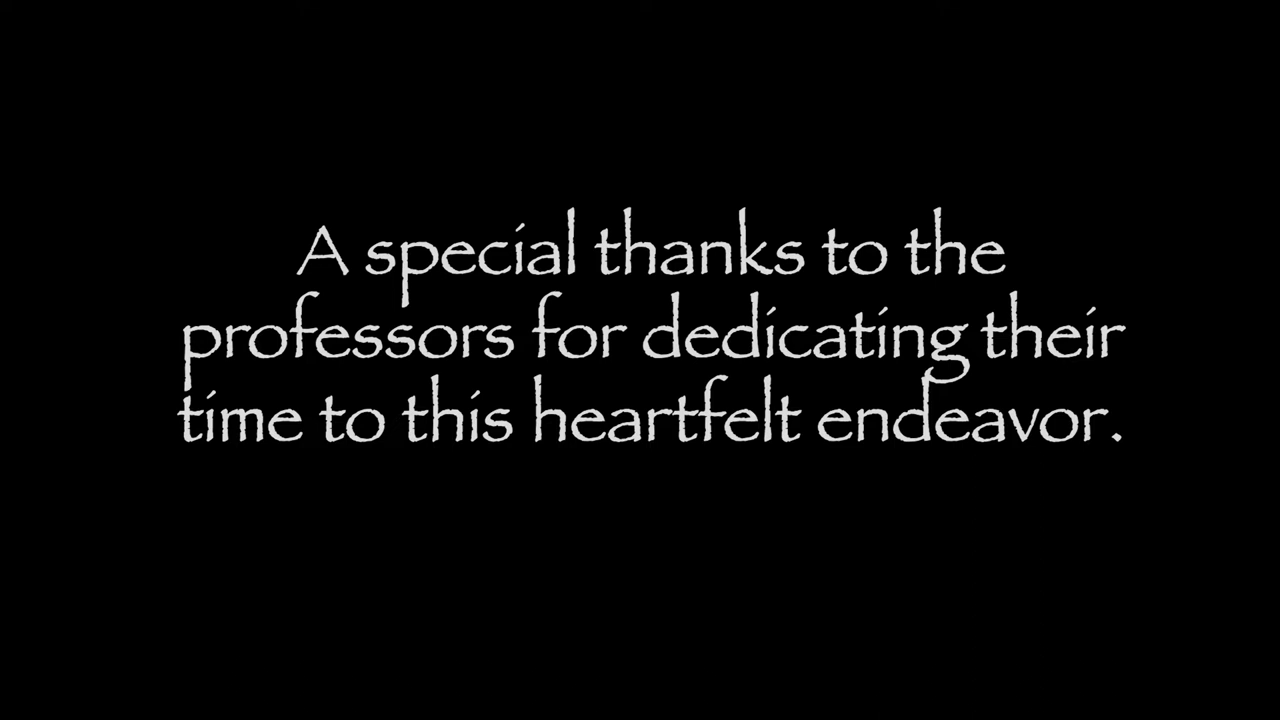 A special thanks to the
professors for dedicating their
time to this heartfelt endeavor.